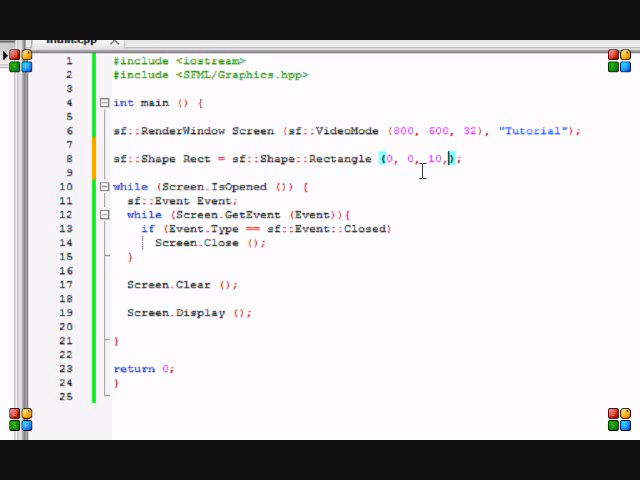 main.cpp
1 #include <iostream>
2 #include <SFML/Graphics.hpp>
3
4 int main () {
5
6 sf::RenderWindow Screen (sf::VideoMode (800, 600, 32), "Tutorial");
7
8 sf::Shape Rect = sf::Shape::Rectangle (0, 0, 10,);
9
10 while (Screen.IsOpened ()) {
11 sf::Event Event;
12 while (Screen.GetEvent (Event)){
13 if (Event.Type == sf::Event::Closed)
14 Screen.Close ();
15 }
16
17 Screen.Clear ();
18
19 Screen.Display ();
20
21 }
22
23 return 0;
24 }
25